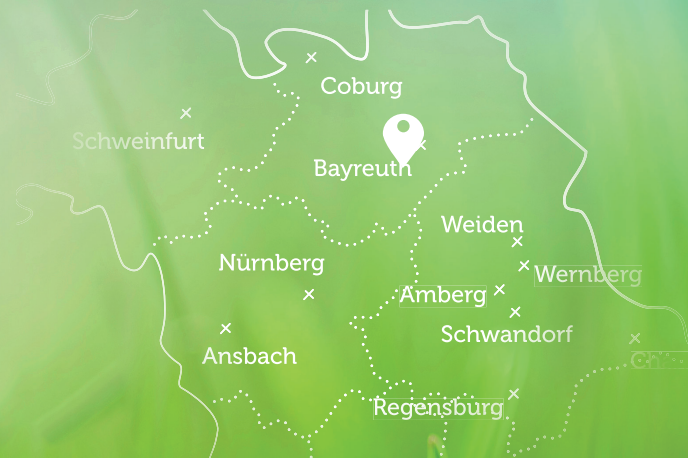 Coburg
Schweinfurt
Bayreuth
Weiden
Nürnberg
Wernberg
Amberg
Schwandorf
Ansbach
Regensburg